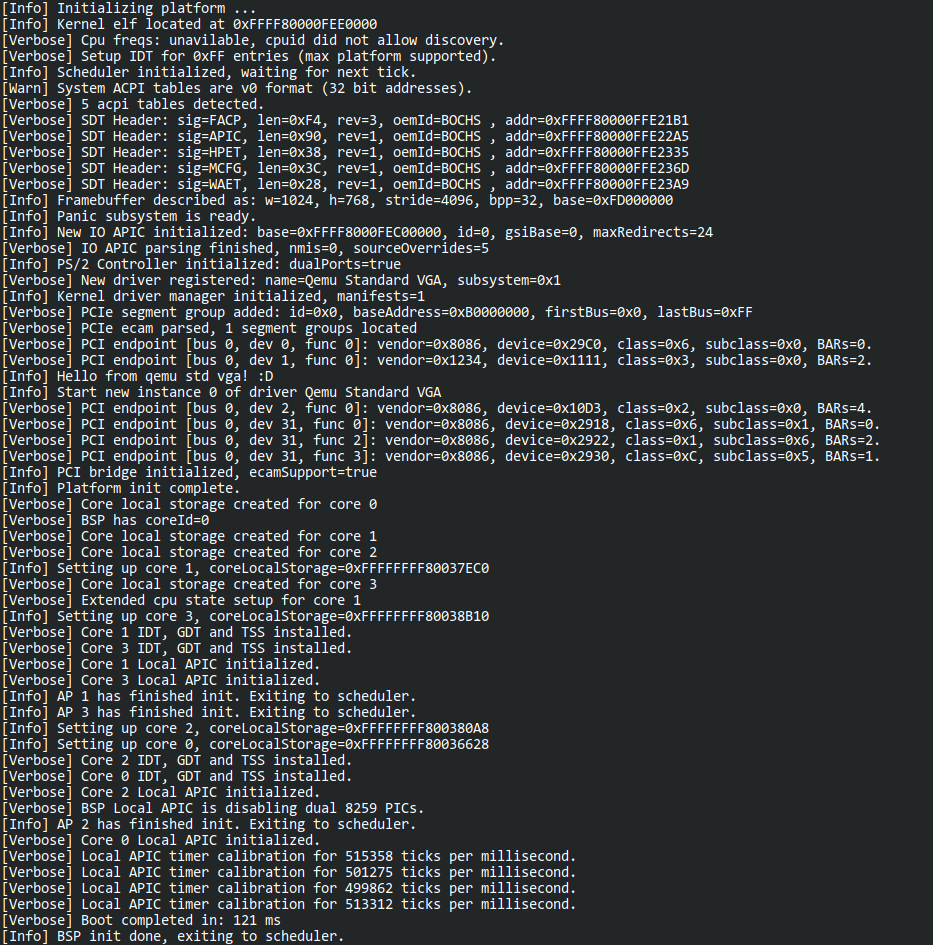 [Info] Initializing platform ...
[Info] Kernel elf located at 0xFFFF80000FEE0000
[Verbose] Cpu freqs: unavilable, cpuid did not allow discovery.
[Verbose] Setup IDT for 0xFF entries (max platform supported).
[Info] Scheduler initialized, waiting for next tick.
[Warn] System ACPI tables are v0 format (32 bit addresses).
[Verbose] 5 acpi tables detected.
[Verbose] SDT Header: sig=FACP, len=0xF4, rev=3, oemId=BOCHS , addr=0xFFFF80000FFE21B1
[Verbose] SDT Header: sig=APIC, len=0x90, rev=1, oemId=BOCHS , addr=0xFFFF80000FFE22A5
[Verbose] SDT Header: sig=HPET, len=0x38, rev=1, oemId=BOCHS , addr=0xFFFF80000FFE2335
[Verbose] SDT Header: sig=MCFG, len=0x3C, rev=1, oemId=BOCHS , addr=0xFFFF80000FFE236D
[Verbose] SDT Header: sig=WAET, len=0x28, rev=1, oemId=BOCHS , addr=0xFFFF80000FFE23A9
[Info] Framebuffer described as: w=1024, h=768, stride=4096, bpp=32, base=0xFD000000
[Info] Panic subsystem is ready.
[Info] New IO APIC initialized: base=0xFFFF8000FEC00000, id=0, gsiBase=0, maxRedirects=24
[Verbose] IO APIC parsing finished, nmis=0, sourceOverrides=5
[Info] PS/2 Controller initialized: dualPorts=true
[Verbose] New driver registered: name=Qemu Standard VGA, subsystem=0x1
[Info] Kernel driver manager initialized, manifests=1
[Verbose] PCIe segment group added: id=0x0, baseAddress=0xB0000000, firstBus=0x0, lastBus=0xFF
[Verbose] PCIe ecam parsed, 1 segment groups located
[Verbose] PCI endpoint [bus 0, dev 0, func 0]: vendor=0x8086, device=0x29C0, class=0x6, subclass=0x0, BARs=0.
[Verbose] PCI endpoint [bus 0, dev 1, func 0]: vendor=0x1234, device=0x1111, class=0x3, subclass=0x0, BARs=2.
[Info] Hello from qemu std vga! :D
[Info] Start new instance 0 of driver Qemu Standard VGA
[Verbose] PCI endpoint [bus 0, dev 2, func 0]: vendor=0x8086, device=0x10D3, class=0x2, subclass=0x0, BARs=4.
[Verbose] PCI endpoint [bus 0, dev 31, func 0]: vendor=0x8086, device=0x2918, class=0x6, subclass=0x1, BARs=0.
[Verbose] PCI endpoint [bus 0, dev 31, func 2]: vendor=0x8086, device=0x2922, class=0x1, subclass=0x6, BARs=2.
[Verbose] PCI endpoint [bus 0, dev 31, func 3]: vendor=0x8086, device=0x2930, class=0xC, subclass=0x5, BARs=1.
[Info] PCI bridge initialized, ecamSupport=true
[Info] Platform init complete.
[Verbose] Core local storage created for core 0
[Verbose] BSP has coreId=0
[Verbose] Core local storage created for core 1
[Verbose] Core local storage created for core 2
[Info] Setting up core 1, coreLocalStorage=0xFFFFFFFF80037EC0
[Verbose] Core local storage created for core 3
[Verbose] Extended cpu state setup for core 1
[Info] Setting up core 3, coreLocalStorage=0xFFFFFFFF80038B10
[Verbose] Core 1 IDT, GDT and TSS installed.
[Verbose] Core 3 IDT, GDT and TSS installed.
[Verbose] Core 1 Local APIC initialized.
[Verbose] Core 3 Local APIC initialized.
[Info] AP 1 has finished init. Exiting to scheduler.
[Info] AP 3 has finished init. Exiting to scheduler.
[Info] Setting up core 2, coreLocalStorage=0xFFFFFFFF800380A8
[Info] Setting up core 0, coreLocalStorage=0xFFFFFFFF80036628
[Verbose] Core 2 IDT, GDT and TSS installed.
[Verbose] Core 0 IDT, GDT and TSS installed.
[Verbose] Core 2 Local APIC initialized.
[Verbose] BSP Local APIC is disabling dual 8259 PICs.
[Info] AP 2 has finished init. Exiting to scheduler.
[Verbose] Core 0 Local APIC initialized.
[Verbose] Local APIC timer calibration for 515358 ticks per millisecond.
[Verbose] Local APIC timer calibration for 501275 ticks per millisecond.
[Verbose] Local APIC timer calibration for 499862 ticks per millisecond.
[Verbose] Local APIC timer calibration for 513312 ticks per millisecond.
[Verbose] Boot completed in: 121 ms
[Info] BSP init done, exiting to scheduler.